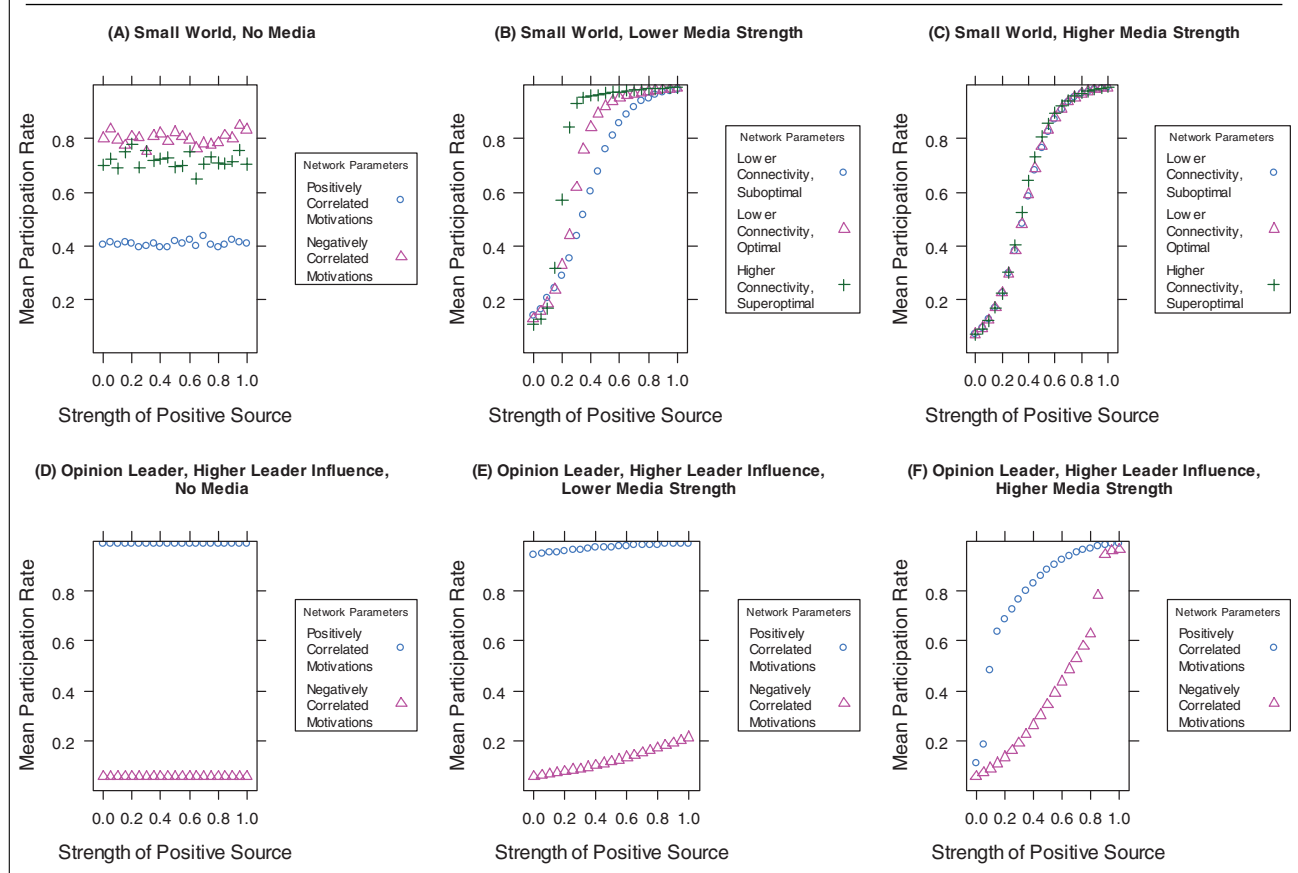 (A) Small World, No Media
Mean Participation Rate
0.8
0.6
0.4
0.2
0.0 0.2 0.4 0.6 0.8 1.0
Strength of Positive Source
Network Parameters
Positively
Correlated
Motivations
Negatively
Correlated
Motivations
(B) Small World, Lower Media Strength
Mean Participation Rate
0.8
0.6
0.4
0.2
0.0 0.2 0.4 0.6 0.8 1.0
Strength of Positive Source
Network Parameters
Lower
Connectivity,
Suboptimal
Lower
Connectivity,
Optimal
Higher
Connectivity,
Superoptimal
(C) Small World, Higher Media Strength
Mean Participation Rate
0.8
0.6
0.4
0.2
0.0 0.2 0.4 0.6 0.8 1.0
Strength of Positive Source
Network Parameters
Lower
Connectivity,
Suboptimal
Lower
Connectivity,
Optimal
Higher
Connectivity,
Superoptimal
(D) Opinion Leader, Higher Leader Influence,
No Media
Mean Participation Rate
0.8
0.6
0.4
0.2
0.0 0.2 0.4 0.6 0.8 1.0
Strength of Positive Source
Network Parameters
Positively
Correlated
Motivations
Negatively
Correlated
Motivations
(E) Opinion Leader, Higher Leader Influence,
Lower Media Strength
Mean Participation Rate
0.8
0.6
0.4
0.2
0.0 0.2 0.4 0.6 0.8 1.0
Strength of Positive Source
Network Parameters
Positively
Correlated
Motivations
Negatively
Correlated
Motivations
(F) Opinion Leader, Higher Leader Influence,
Higher Media Strength
Mean Participation Rate
0.8
0.6
0.4
0.2
0.0 0.2 0.4 0.6 0.8 1.0
Strength of Positive Source
Network Parameters
Positively
Correlated
Motivations
Negatively
Correlated
Motivations